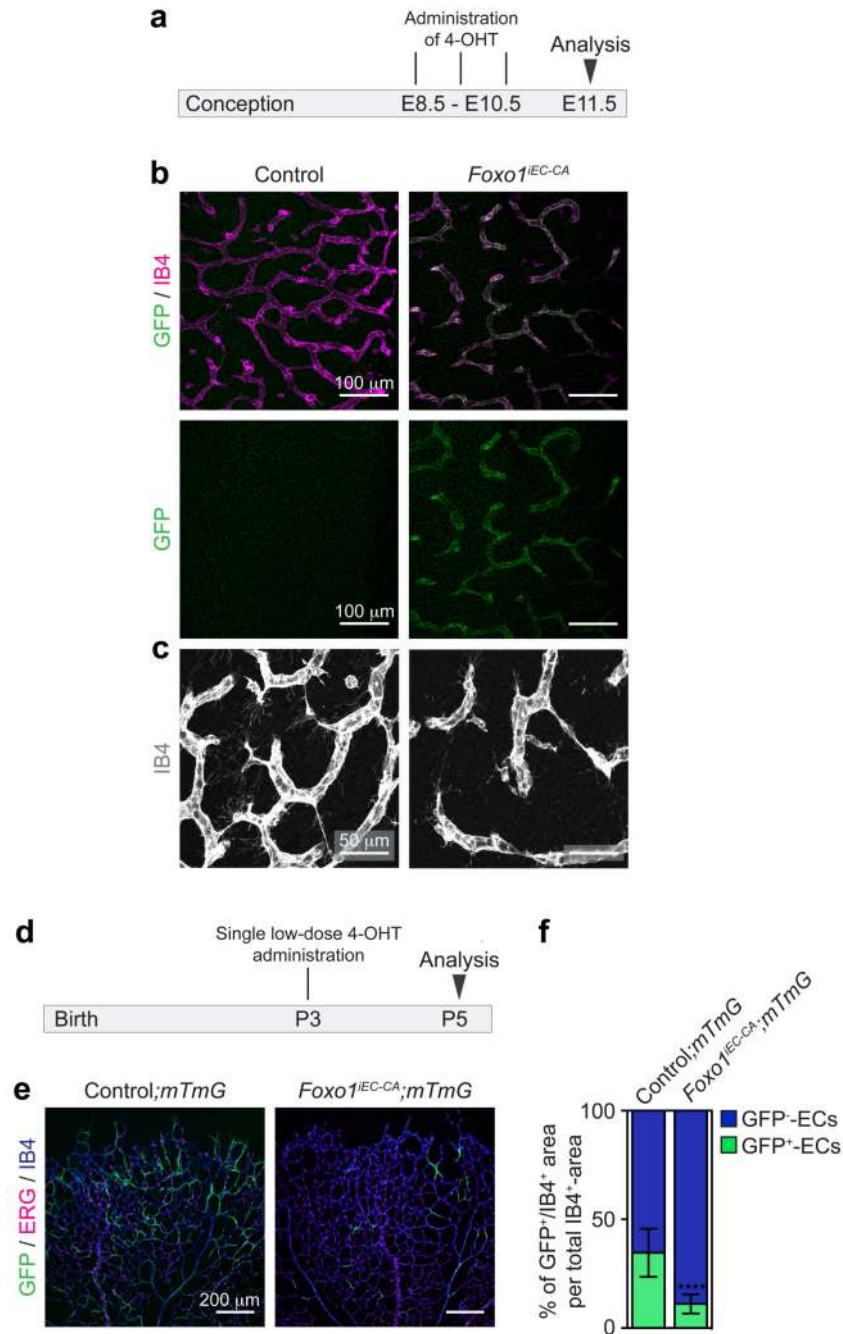 a
Administration
of 4-OHT
Analysis
Conception
E8.5 - E10.5
E11.5
b
Control
Foxo1iEC-CA
GFP / IB4
100 µm
GFP
100 µm
c
IB4
50 µm
d
Single low-dose 4-OHT
administration
Analysis
Birth
P3
P5
e
Control;mTmG
Foxo1iEC-CA;mTmG
GFP / ERG / IB4
200 µm
f
Control;mTmG
Foxo1iEC-CA;mTmG
% of GFP+/IB4+ area
per total IB4+-area
100
50
0
****
GFP--ECs
GFP+-ECs